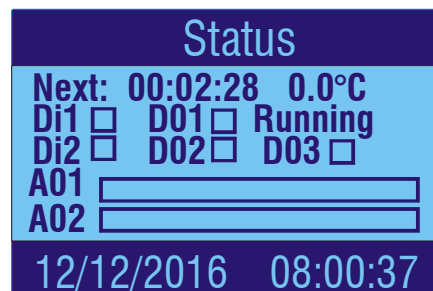 Status
Next: 00:02:28 0.0°C
Di1 D01 Running
Di2 D02 D03
A01
A02
12/12/2016 08:00:37